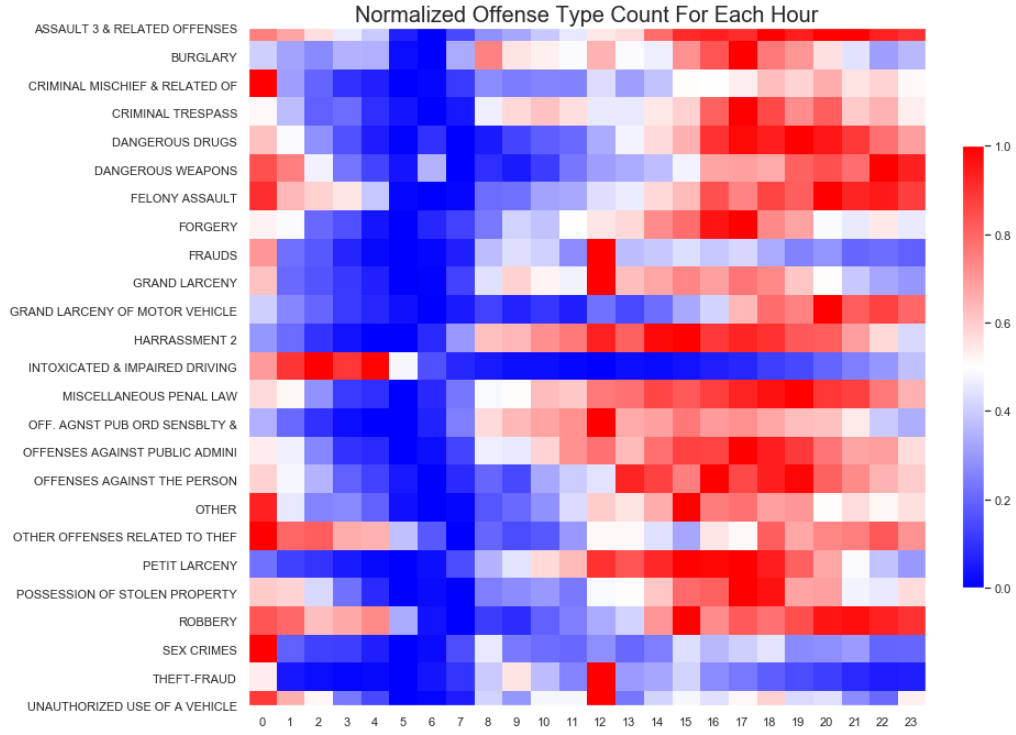 Normalized Offense Type Count For Each Hour
ASSAULT 3 & RELATED OFFENSES
BURGLARY
CRIMINAL MISCHIEF & RELATED OF
CRIMINAL TRESPASS
DANGEROUS DRUGS
DANGEROUS WEAPONS
FELONY ASSAULT
FORGERY
FRAUDS
GRAND LARCENY
GRAND LARCENY OF MOTOR VEHICLE
HARRASSMENT 2
INTOXICATED & IMPAIRED DRIVING
MISCELLANEOUS PENAL LAW
OFF. AGNST PUB ORD SENSBLTY &
OFFENSES AGAINST PUBLIC ADMINI
OFFENSES AGAINST THE PERSON
OTHER
OTHER OFFENSES RELATED TO THEF
PETIT LARCENY
POSSESSION OF STOLEN PROPERTY
ROBBERY
SEX CRIMES
THEFT-FRAUD
UNAUTHORIZED USE OF A VEHICLE
0 1 2 3 4 5 6 7 8 9 10 11 12 13 14 15 16 17 18 19 20 21 22 23
1.0
0.8
0.6
0.4
0.2
0.0